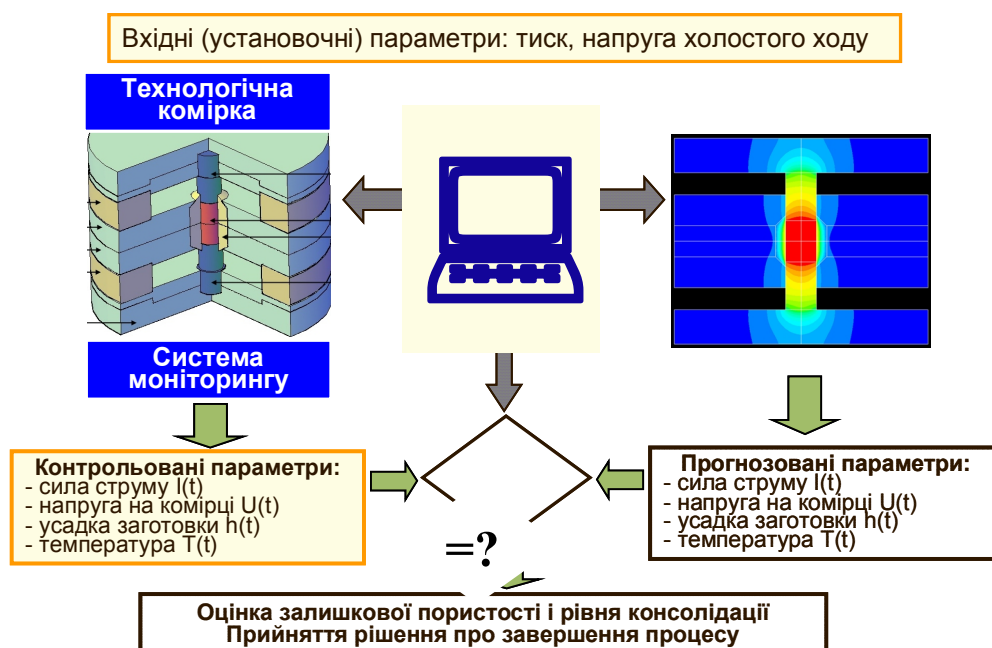 Вхідні (установочні) параметри: тиск, напруга холостого ходу
Технологічна
комірка
Система
моніторингу
Контрольовані параметри:
- сила струму I(t)
- напруга на комірці U(t)
- усадка заготовки h(t)
- температура T(t)
Прогнозовані параметри:
- сила струму I(t)
- напруга на комірці U(t)
- усадка заготовки h(t)
- температура T(t)
=?
Оцінка залишкової пористості і рівня консолідації
Прийняття рішення про завершення процесу